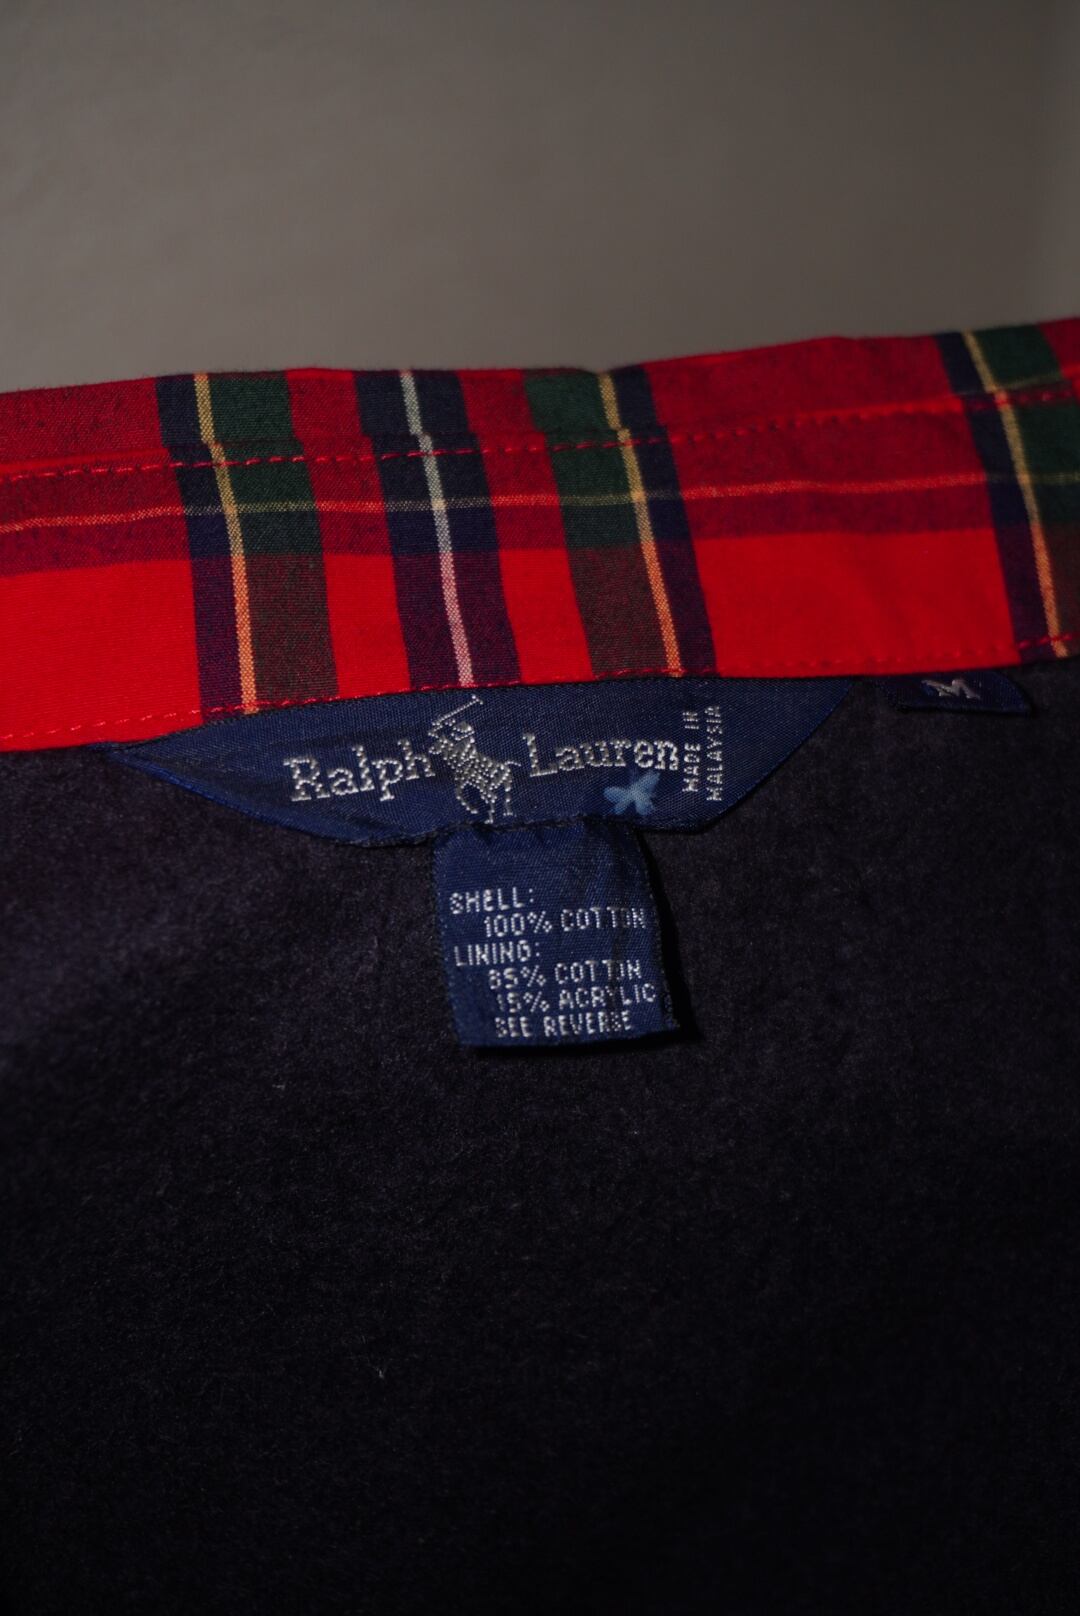 Ralph Lauren
MADE IN
MALAYSIA
M
SHELL:
100% COTTON
LINING:
85% COTTON
15% ACRYLIC
SEE REVERSE